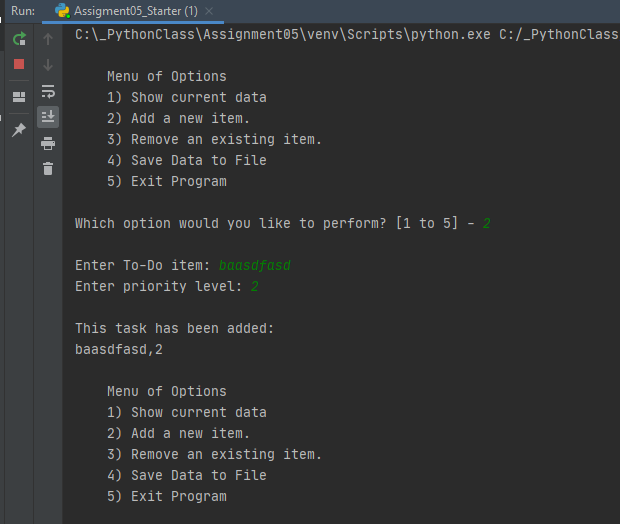 Run: Assigment05_Starter (1)
C:\_PythonClass\Assignment05\venv\Scripts\python.exe C:/_PythonClass
Menu of Options
1) Show current data
2) Add a new item.
3) Remove an existing item.
4) Save Data to File
5) Exit Program
Which option would you like to perform? [1 to 5] - 2
Enter To-Do item: baasdfasd
Enter priority level: 2
This task has been added:
baasdfasd,2
Menu of Options
1) Show current data
2) Add a new item.
3) Remove an existing item.
4) Save Data to File
5) Exit Program